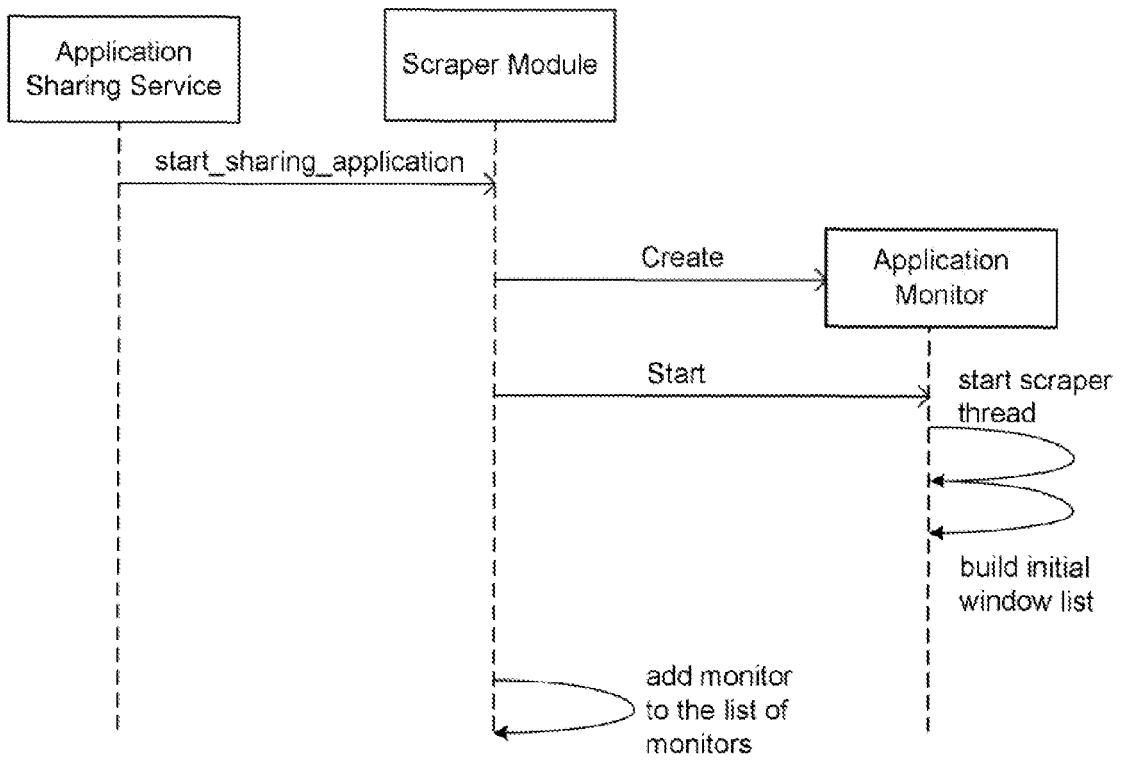 Application
Sharing Service
Scraper Module
start_sharing_application
Create
Application
Monitor
Start
start scraper
thread
build initial
window list
add monitor
to the list of
monitors